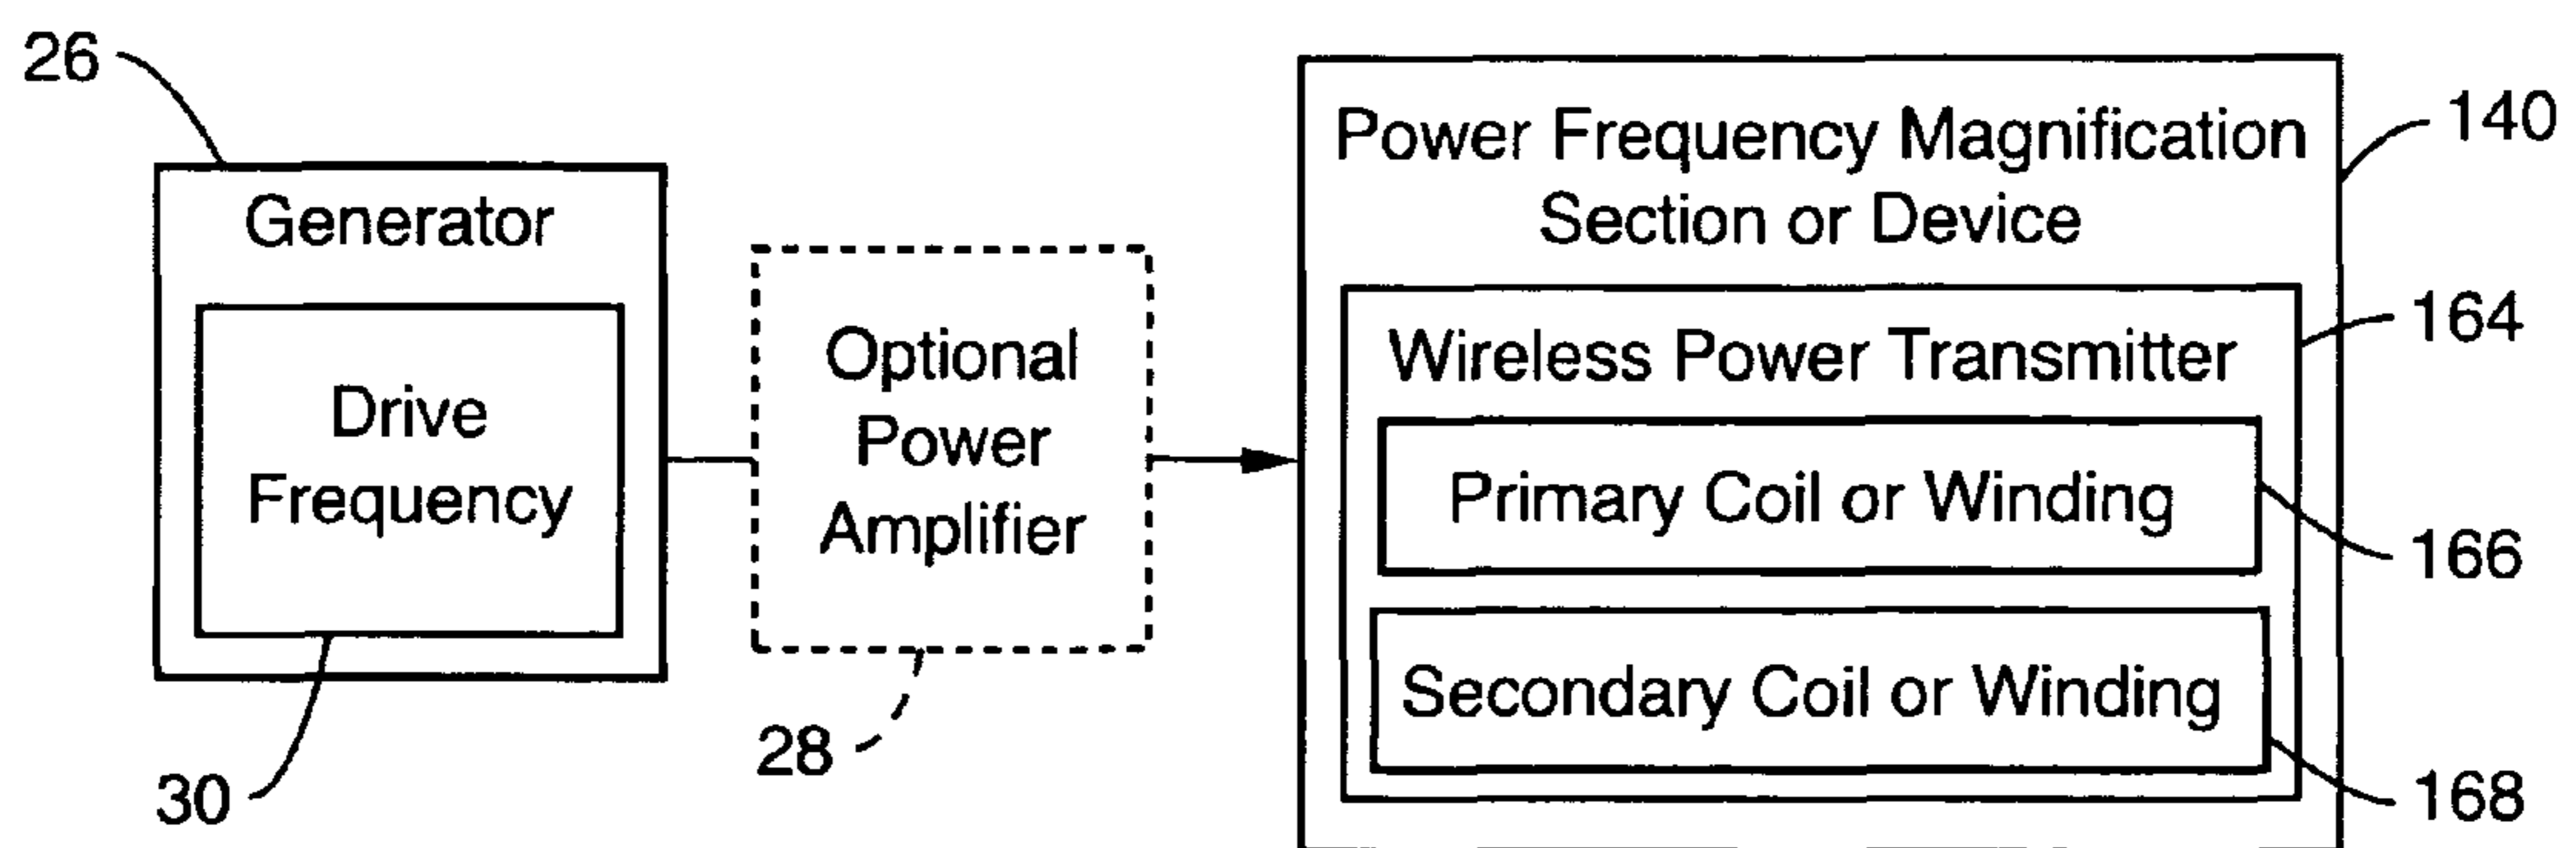 26
Generator
Drive
Frequency
30
Optional
Power
Amplifier
28
Power Frequency Magnification
Section or Device
140
Wireless Power Transmitter
164
Primary Coil or Winding
166
Secondary Coil or Winding
168